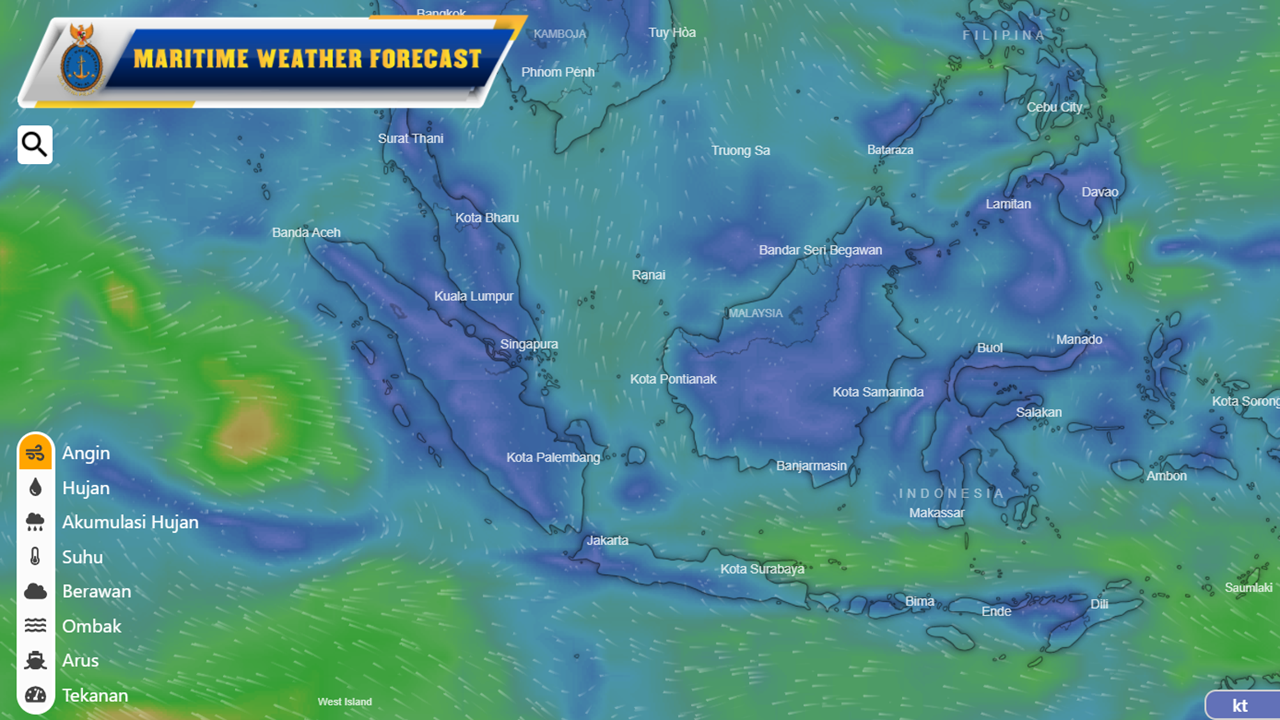 Bangkok
KAMBOJA
Tuy Hòa
FILIPINA
MARITIME WEATHER FORECAST
Phnom Penh
Cebu City
Surat Thani
Truong Sa
Bataraza
Davao
Lamitan
Kota Bharu
Banda Aceh
Bandar Seri Begawan
Ranai
Kuala Lumpur
MALAYSIA
Singapura
Manado
Buol
Kota Pontianak
Kota Samarinda
Kota Sorong
Salakan
Angin
Kota Palembang
Banjarmasin
Ambon
Hujan
INDONESIA
Makassar
Akumulasi Hujan
Jakarta
Suhu
Kota Surabaya
Berawan
Saumlaki
Bima
Ende
Dili
Ombak
Arus
Tekanan
West Island
kt